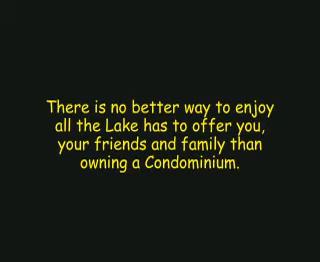 There is no better way to enjoy
all the Lake has to offer you,
your friends and family than
owning a Condominium.